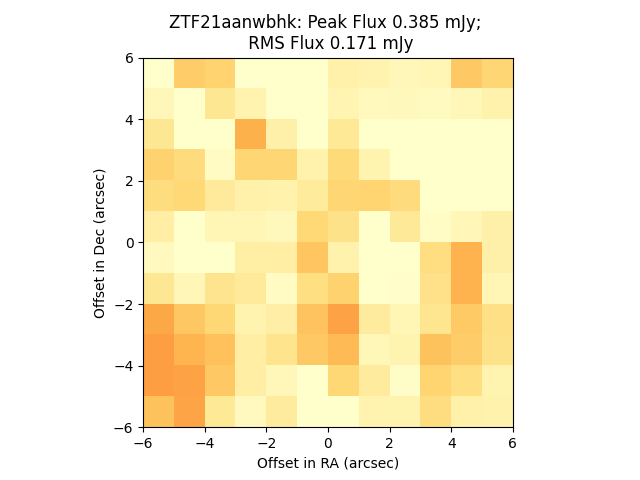 ZTF21aanwbhk: Peak Flux 0.385 mJy;
RMS Flux 0.171 mJy
6
4
2
0
−2
−4
−6
Offset in Dec (arcsec)
−6 −4 −2 0 2 4 6
Offset in RA (arcsec)